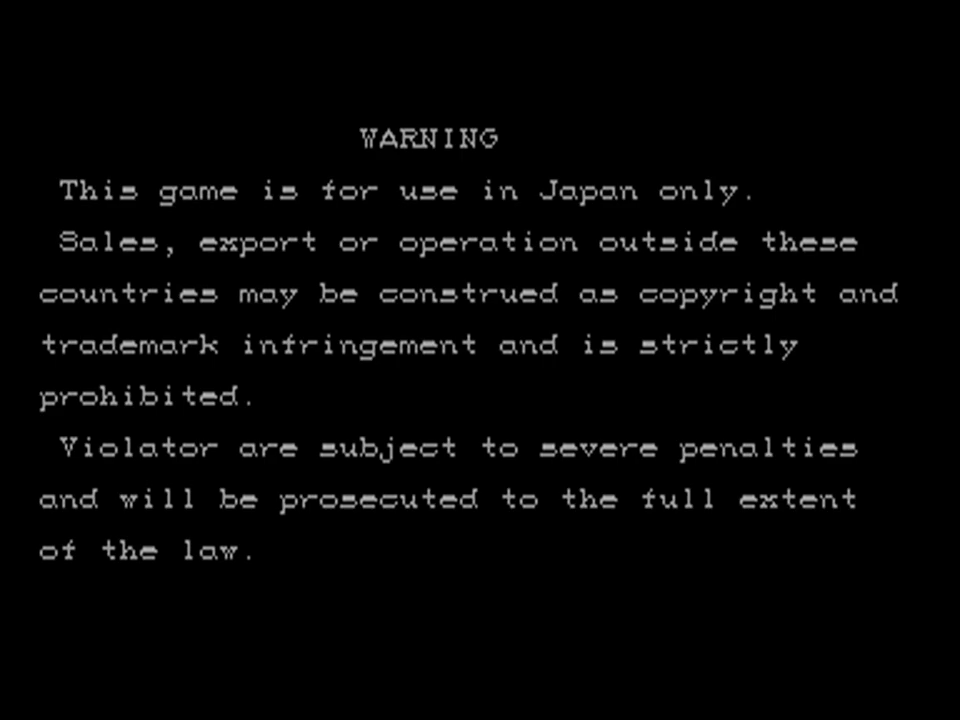 WARNING
This game is for use in Japan only.
Sales, export or operation outside these
countries may be construed as copyright and
trademark infringement and is strictly
prohibited.
Violator are subject to severe penalties
and will be prosecuted to the full extent
of the law.